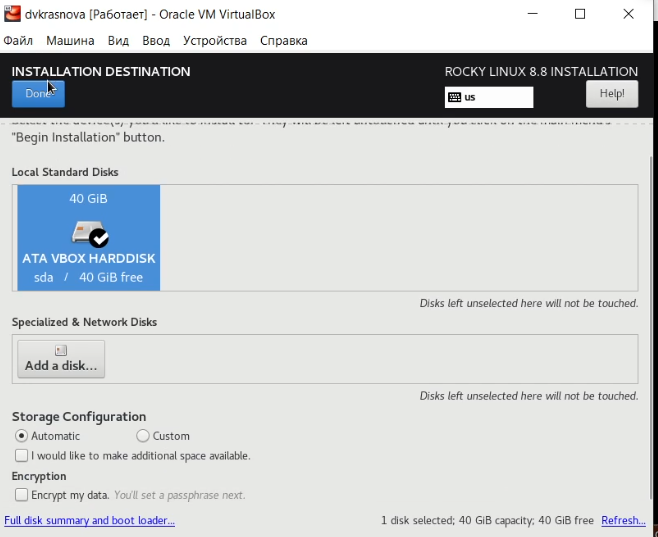 dvkrasnova [Работает] - Oracle VM VirtualBox
Файл Машина Вид Ввод Устройства Справка
INSTALLATION DESTINATION
ROCKY LINUX 8.8 INSTALLATION
Done
us
Help!
"Begin Installation" button.
Local Standard Disks
40 GiB
ATA VBOX HARDDISK
sda / 40 GiB free
Disks left unselected here will not be touched.
Specialized & Network Disks
Add a disk...
Disks left unselected here will not be touched.
Storage Configuration
Automatic Custom
I would like to make additional space available.
Encryption
Encrypt my data. You'll set a passphrase next.
Full disk summary and boot loader... 1 disk selected; 40 GiB capacity; 40 GiB free Refresh...